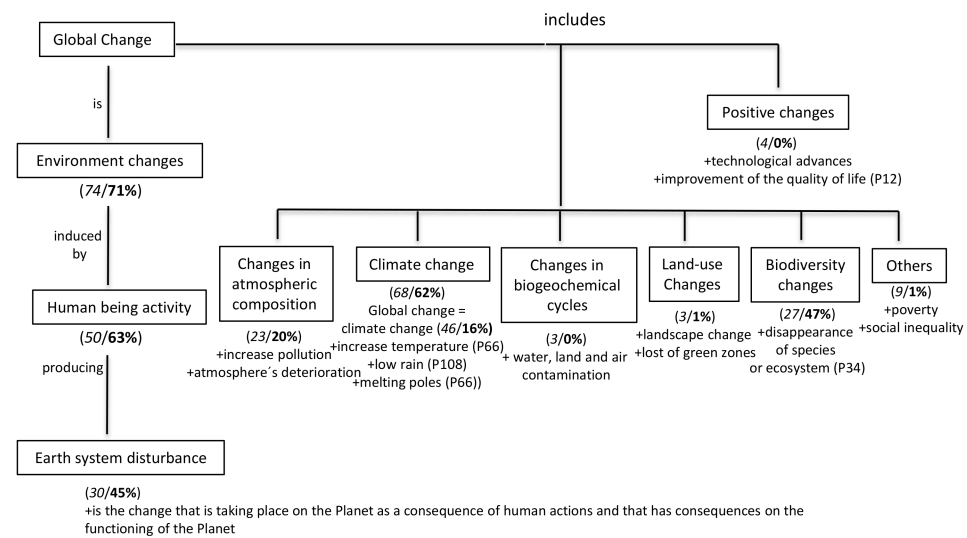 includes
Global Change
is
Environment changes
(74/71%)
induced
by
Human being activity
(50/63%)
producing
Earth system disturbance
(30/45%)
+is the change that is taking place on the Planet as a consequence of human actions and that has consequences on the
functioning of the Planet
Positive changes
(4/0%)
+technological advances
+improvement of the quality of life (P12)
Changes in
atmospheric
composition
(23/20%)
+increase pollution
+atmosphere´s deterioration
Climate change
(68/62%)
Global change =
climate change (46/16%)
+increase temperature (P66)
+low rain (P108)
+melting poles (P66))
Changes in
biogeochemical
cycles
(3/0%)
+ water, land and air
contamination
Land-use
Changes
(3/1%)
+landscape change
+lost of green zones
Biodiversity
changes
(27/47%)
+disappearance
of species
or ecosystem (P34)
Others
(9/1%)
+poverty
+social inequality